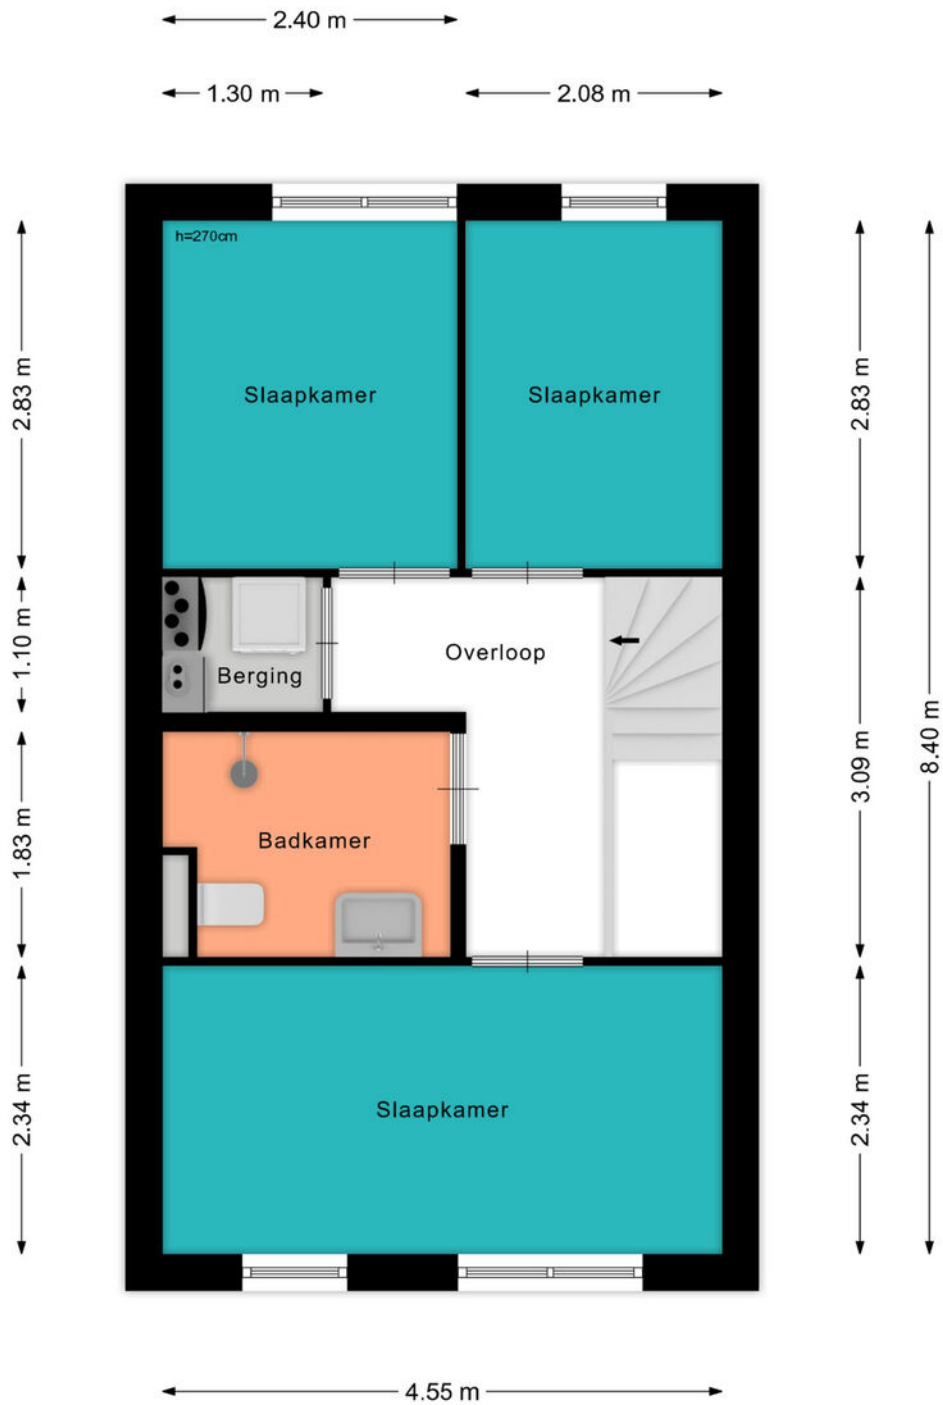 2.40 m
1.30 m
2.08 m
h=270cm
2.83 m
Slaapkamer
Slaapkamer
2.83 m
1.10 m
Berging
Overloop
8.40 m
3.09 m
1.83 m
Badkamer
2.34 m
Slaapkamer
2.34 m
4.55 m